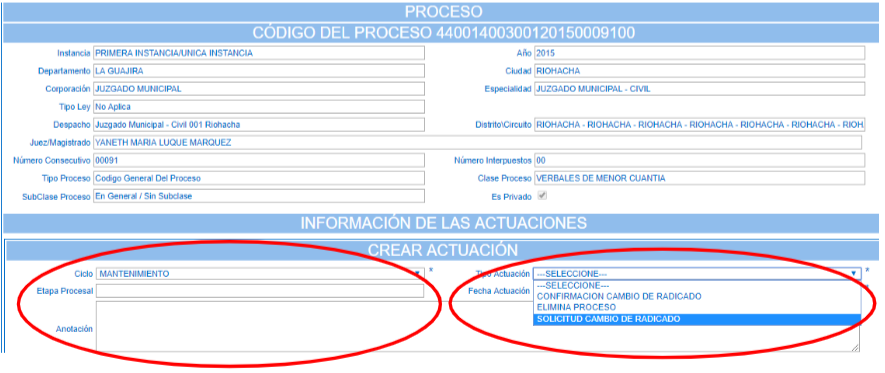 PROCESO
CÓDIGO DEL PROCESO 44001400300120150009100
Instancia PRIMERA INSTANCIA/UNICA INSTANCIA Año 2015
Departamento LA GUAJIRA Ciudad RIOHACHA
Corporación JUZGADO MUNICIPAL Especialidad JUZGADO MUNICIPAL - CIVIL
Tipo Ley No Aplica
Despacho Juzgado Municipal - Civil 001 Riohacha Distrito\Circuito RIOHACHA - RIOHACHA - RIOHACHA - RIOHACHA - RIOHACHA - RIOHACHA - RIOH
Juez/Magistrado YANETH MARIA LUQUE MARQUEZ
Número Consecutivo 00091 Número Interpuestos 00
Tipo Proceso Codigo General Del Proceso Clase Proceso VERBALES DE MENOR CUANTIA
SubClase Proceso En General / Sin Subclase Es Privado
INFORMACIÓN DE LAS ACTUACIONES
CREAR ACTUACIÓN
Ciclo MANTENIMIENTO * Tipo Actuación ---SELECCIONE--- *
Etapa Procesal Fecha Actuación ---SELECCIONE--- *
CONFIRMACION CAMBIO DE RADICADO
ELIMINA PROCESO
SOLICITUD CAMBIO DE RADICADO
Anotación